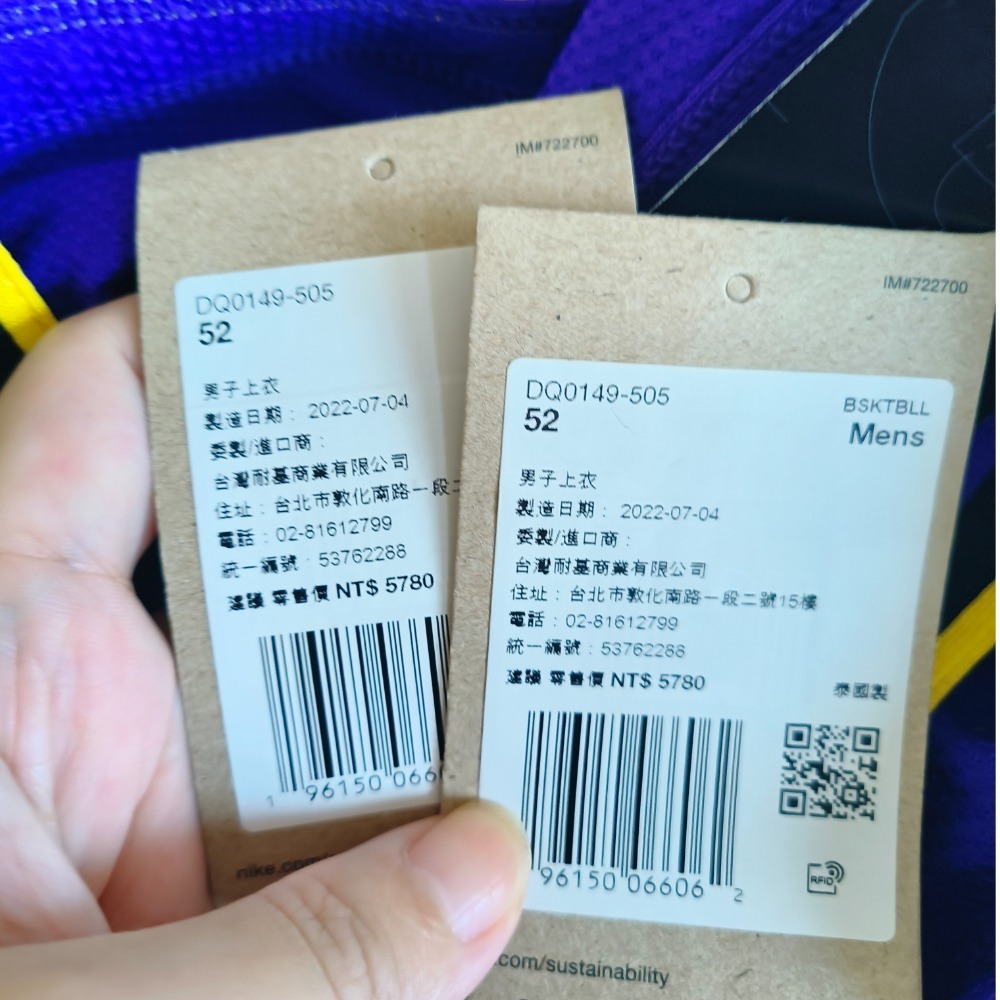 IM#722700
DQ0149-505
52
男子上衣
製造日期： 2022-07-04
委製/進口商：
台灣耐基商業有限公司
住址：台北市敦化南路一段二
電話：02-81612799
統一編號：53762288
建議 零售價 NT$ 5780
1 96150 066
nike.com/
IM#722700
DQ0149-505
52
BSKTBLL
Mens
男子上衣
製造日期： 2022-07-04
委製/進口商：
台灣耐基商業有限公司
住址：台北市敦化南路一段二號15樓
電話：02-81612799
統一編號：53762288
建議 零售價 NT$ 5780
泰國製
96150 06606 2
RFID
.com/sustainability